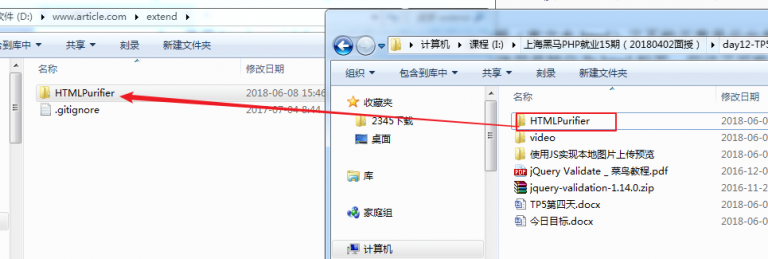 件 (D:) ▸ www.article.com ▸ extend ▸
含到库中 ▾ 共享 ▾ 刻录 新建文件夹
名称 修改日期
HTMLPurifier 2018-06-08 15:46
.gitignore 2017-07-04 8:44
计算机 ▸ 课程 (I:) ▸ 上海黑马PHP就业15期（20180402面授） ▸ day12-TP5
组织 ▾ 包含到库中 ▾ 共享 ▾ 刻录 新建文件夹
收藏夹
2345下载
桌面
库
家庭组
计算机
名称 修改日期
HTMLPurifier 2018-06-0
video 2018-06-0
使用JS实现本地图片上传预览 2018-06-0
jQuery Validate _ 菜鸟教程.pdf 2016-12-0
jquery-validation-1.14.0.zip 2016-11-2
TP5第四天.docx 2018-06-0
今日目标.docx 2018-06-0